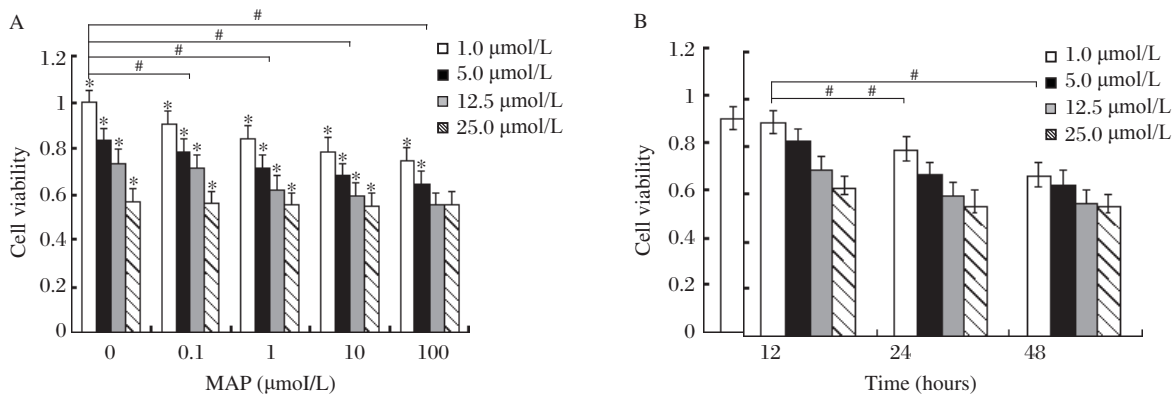 A
#
#
#
#
1.2
1
0.8
0.6
0.4
0.2
0
Cell viability
* * * *
* * * *
* * * *
* * * *
* *
1.0 μmol/L
5.0 μmol/L
12.5 μmol/L
25.0 μmol/L
0 0.1 1 10 100
MAP (μmoI/L)
B
#
# #
1.2
1
0.8
0.6
0.4
0.2
0
Cell viability
1.0 μmol/L
5.0 μmol/L
12.5 μmol/L
25.0 μmol/L
12 24 48
Time (hours)